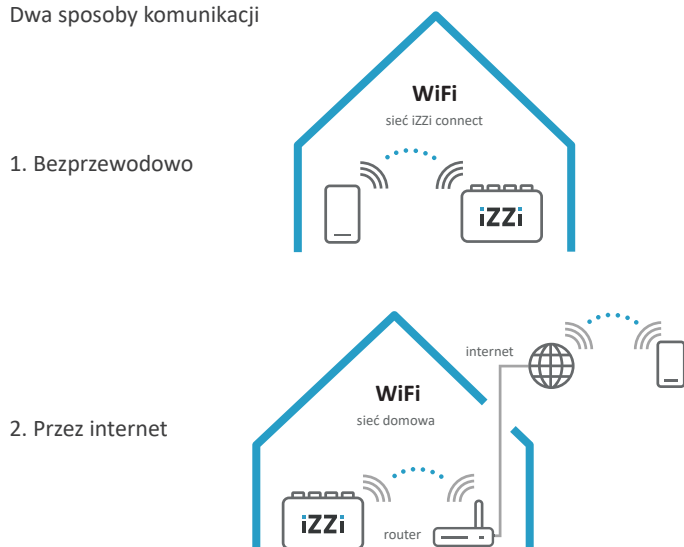 Dwa sposoby komunikacji
WiFi
sieć iZZi connect
1. Bezprzewodowo
iZZi
internet
WiFi
sieć domowa
2. Przez internet
iZZi
router